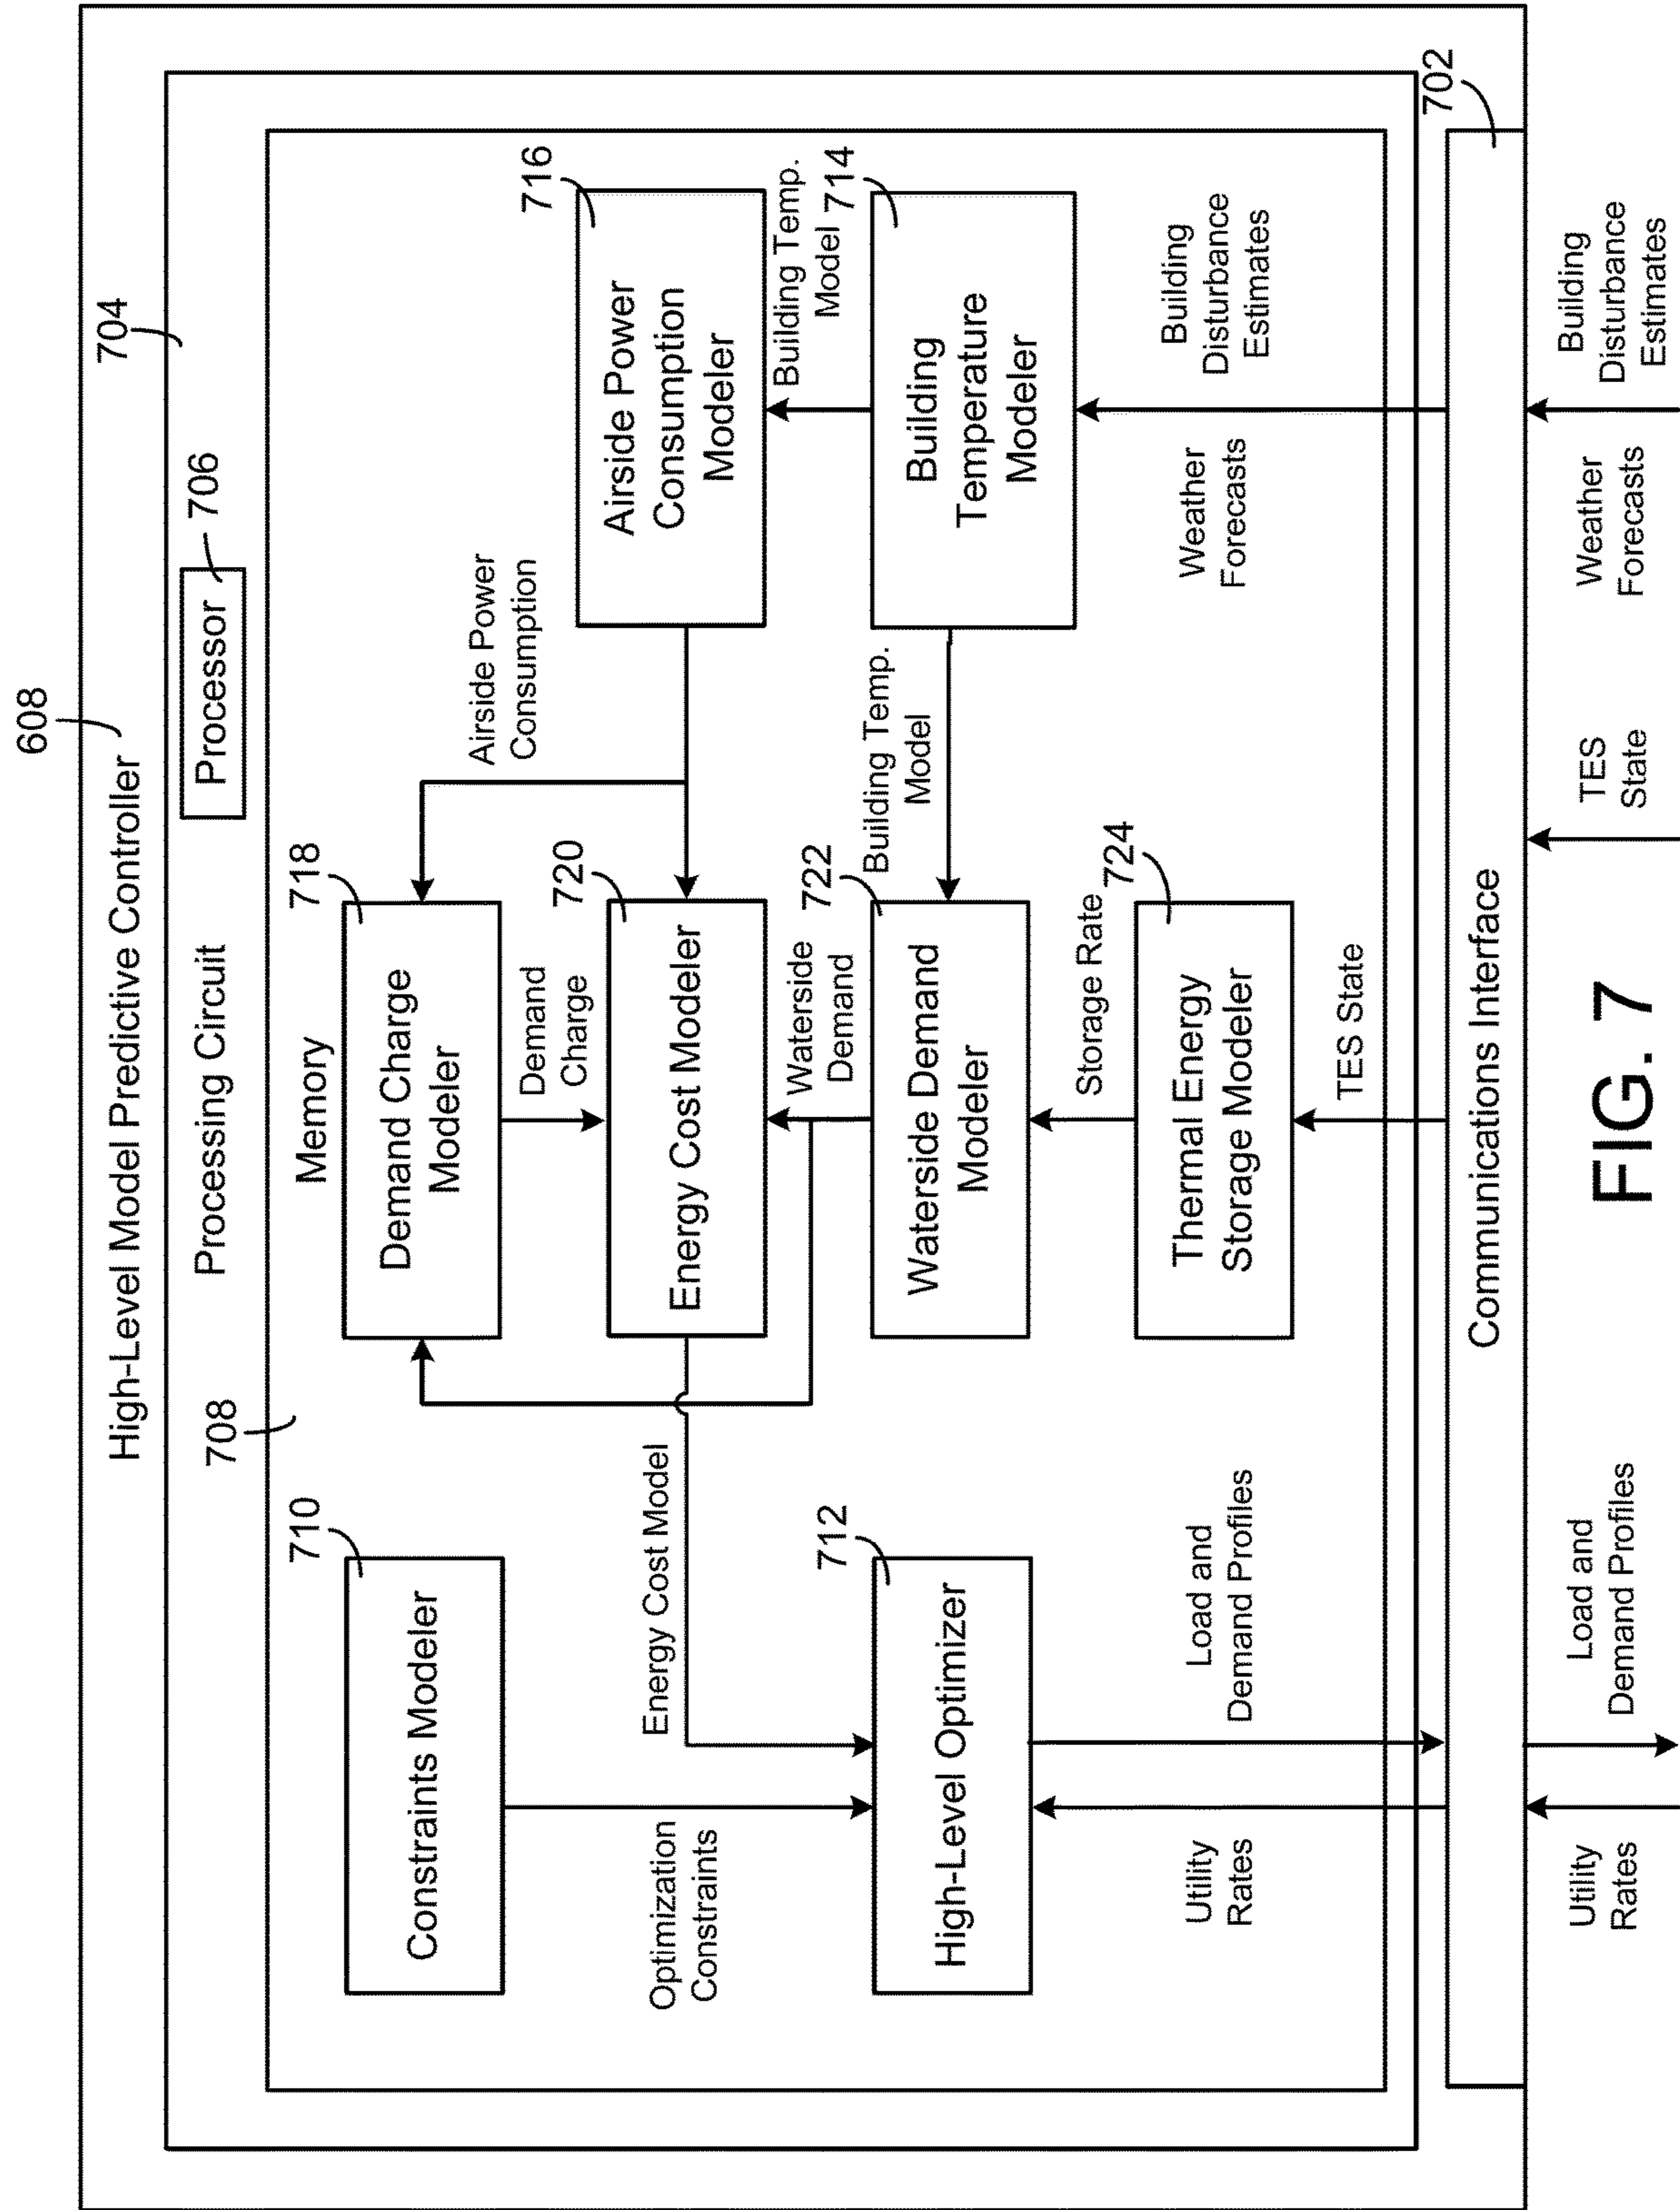 608
High-Level Model Predictive Controller
704
Processing Circuit
Processor
706
708
Memory
710
Constraints Modeler
718
Demand Charge
Modeler
Airside Power
Consumption
716
Airside Power
Consumption
Modeler
Demand
Charge
720
Energy Cost Modeler
Optimization
Constraints
Energy Cost Model
Waterside
Demand
Building Temp.
Model
714
Building
Temperature
Modeler
Building Temp.
Model
722
Waterside Demand
Modeler
712
High-Level Optimizer
Storage Rate
724
Thermal Energy
Storage Modeler
Utility
Rates
Load and
Demand Profiles
TES State
Weather
Forecasts
Building
Disturbance
Estimates
Communications Interface
702
Utility
Rates
Load and
Demand Profiles
TES
State
Weather
Forecasts
Building
Disturbance
Estimates
FIG. 7